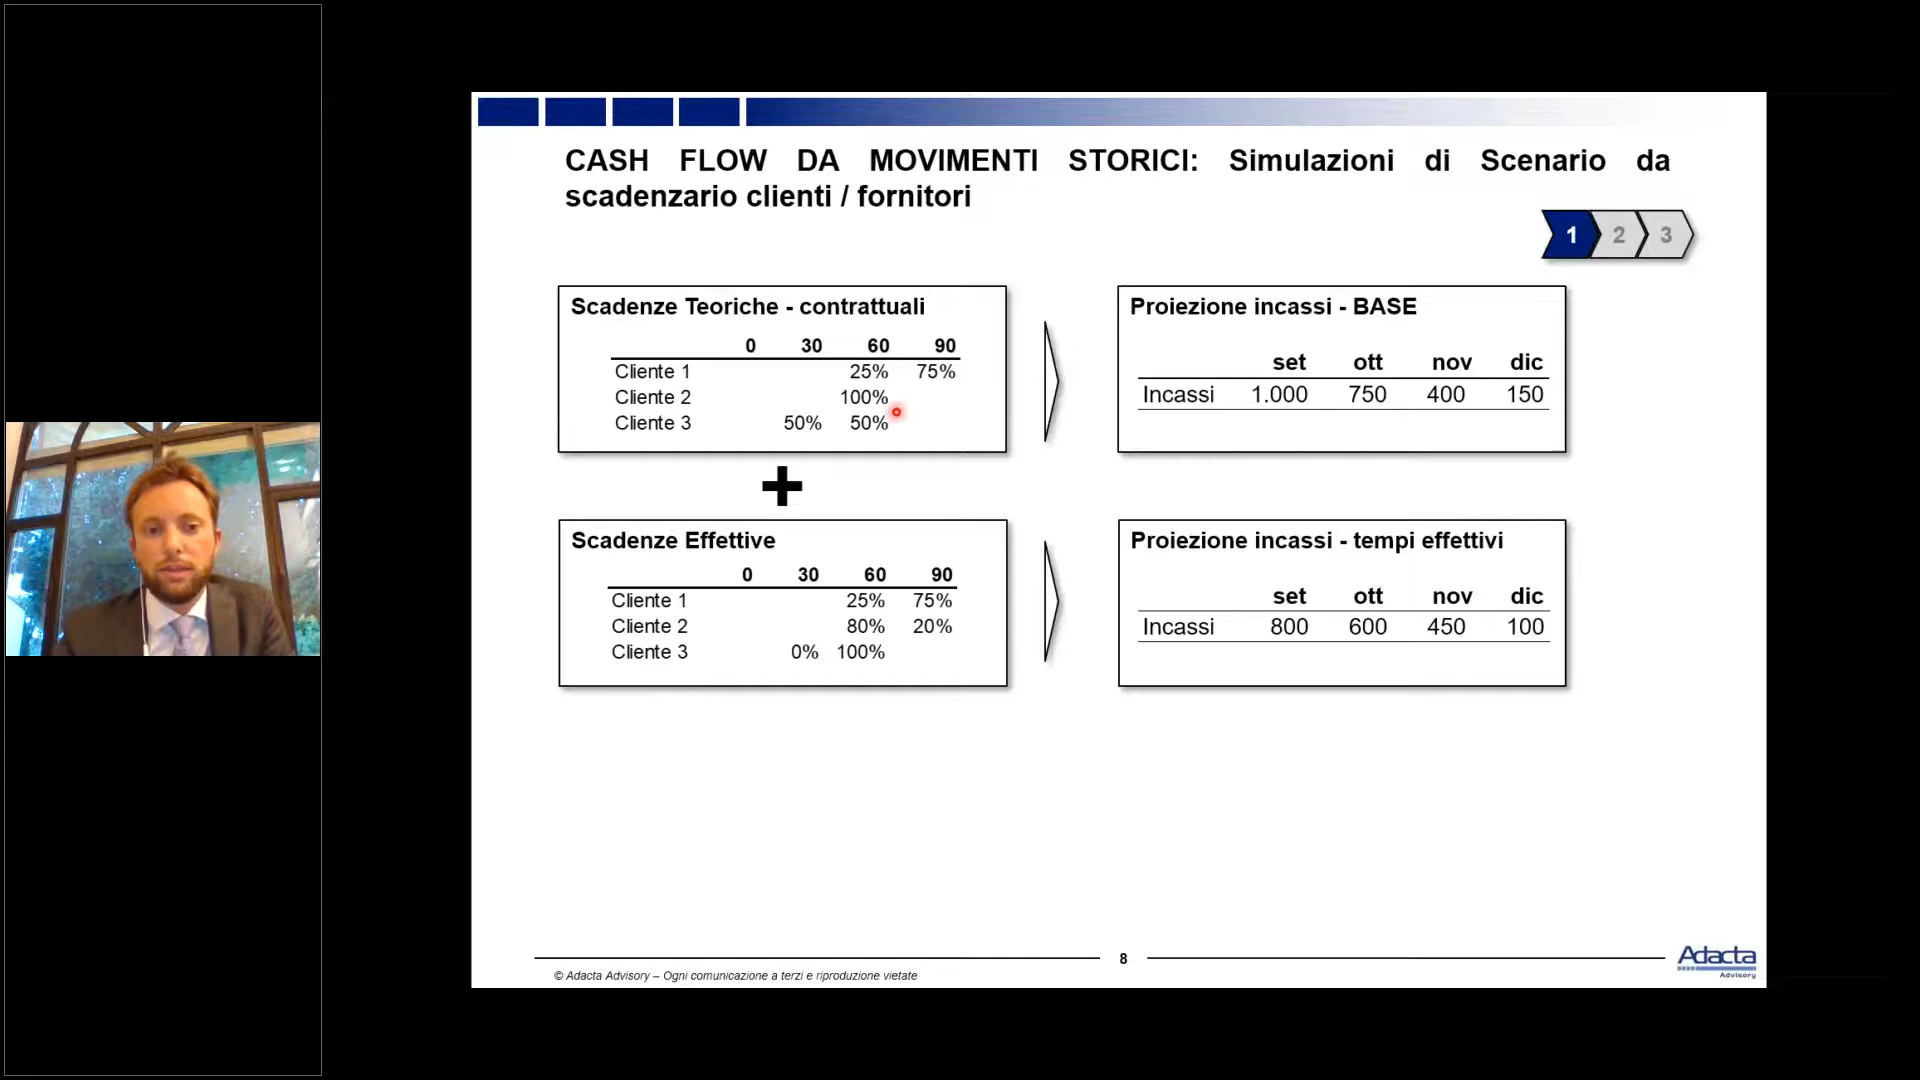 CASH FLOW DA MOVIMENTI STORICI: Simulazioni di Scenario da
scadenzario clienti / fornitori
1 2 3
Scadenze Teoriche - contrattuali
0 30 60 90
Cliente 1 25% 75%
Cliente 2 100%
Cliente 3 50% 50%
Proiezione incassi - BASE
set ott nov dic
Incassi 1.000 750 400 150
+
Scadenze Effettive
0 30 60 90
Cliente 1 25% 75%
Cliente 2 80% 20%
Cliente 3 0% 100%
Proiezione incassi - tempi effettivi
set ott nov dic
Incassi 800 600 450 100
8
© Adacta Advisory – Ogni comunicazione a terzi e riproduzione vietate
Adacta
Advisory